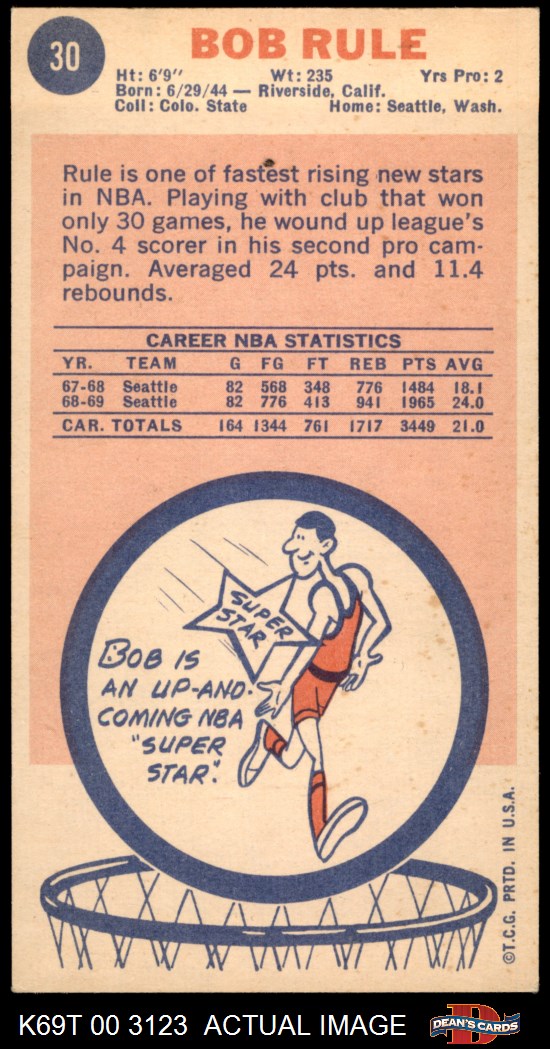 30
BOB RULE
Ht: 6'9" Wt: 235 Yrs Pro: 2
Born: 6/29/44 — Riverside, Calif.
Coll: Colo. State Home: Seattle, Wash.
Rule is one of fastest rising new stars
in NBA. Playing with club that won
only 30 games, he wound up league's
No. 4 scorer in his second pro cam-
paign. Averaged 24 pts. and 11.4
rebounds.
CAREER NBA STATISTICS
YR. TEAM G FG FT REB PTS AVG
67-68 Seattle 82 568 348 776 1484 18.1
68-69 Seattle 82 776 413 941 1965 24.0
CAR. TOTALS 164 1344 761 1717 3449 21.0
SUPER
STAR
BOB IS
AN UP-AND-
COMING NBA
"SUPER
STAR."
©T.C.G. PRTD. IN U.S.A.
K69T 00 3123 ACTUAL IMAGE
D
DEAN'S CARDS